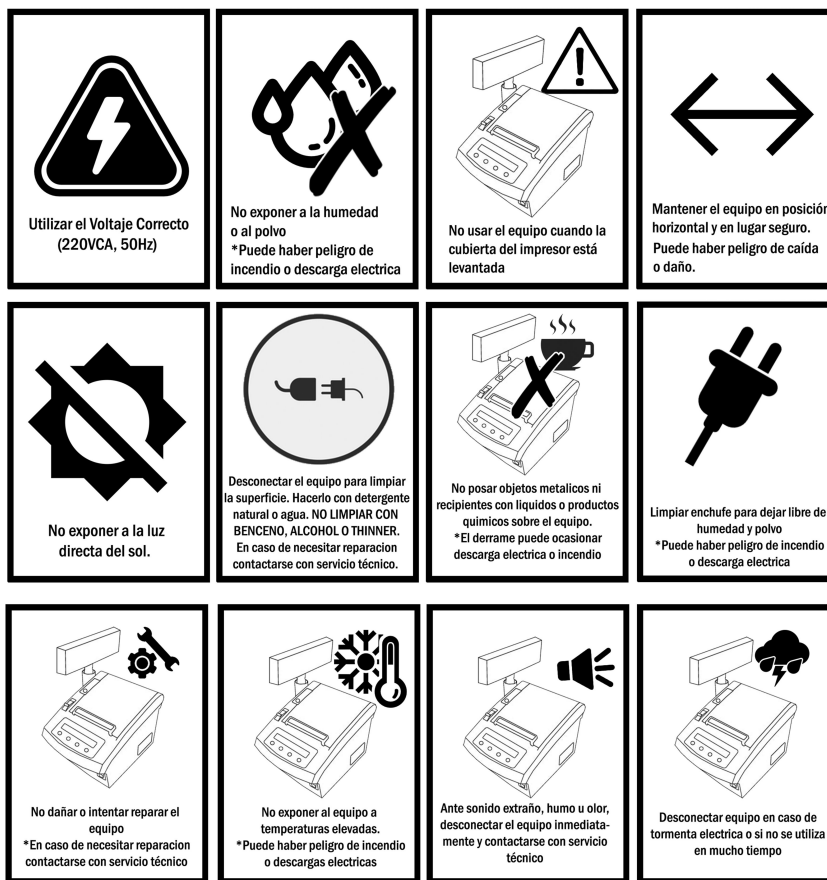 Utilizar el Voltaje Correcto
(220VCA, 50Hz)
No exponer a la humedad
o al polvo
*Puede haber peligro de
incendio o descarga electrica
No usar el equipo cuando la
cubierta del impresor está
levantada
Mantener el equipo en posición
horizontal y en lugar seguro.
Puede haber peligro de caída
o daño.
No exponer a la luz
directa del sol.
Desconectar el equipo para limpiar
la superficie. Hacerlo con detergente
natural o agua. NO LIMPIAR CON
BENCENO, ALCOHOL O THINNER.
En caso de necesitar reparacion
contactarse con servicio técnico.
No posar objetos metalicos ni
recipientes con liquidos o productos
quimicos sobre el equipo.
*El derrame puede ocasionar
descarga electrica o incendio
Limpiar enchufe para dejar libre de
humedad y polvo
*Puede haber peligro de incendio
o descarga electrica
No dañar o intentar reparar el
equipo
*En caso de necesitar reparacion
contactarse con servicio técnico
No exponer al equipo a
temperaturas elevadas.
*Puede haber peligro de incendio
o descargas electricas
Ante sonido extraño, humo u olor,
desconectar el equipo inmediata-
mente y contactarse con servicio
técnico
Desconectar equipo en caso de
tormenta electrica o si no se utiliza
en mucho tiempo